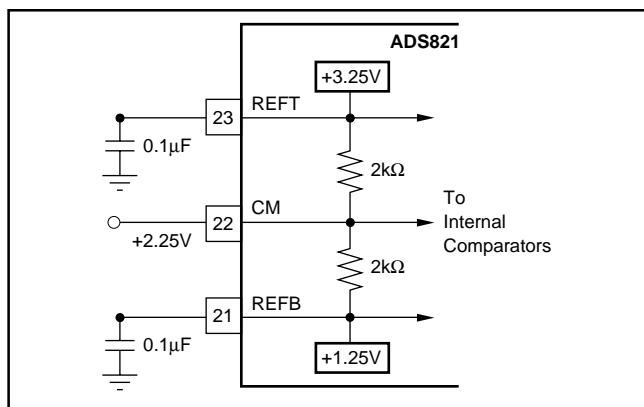 ADS821
+3.25V
23
REFT
0.1µF
2kΩ
To
Internal
Comparators
22
CM
+2.25V
2kΩ
21
REFB
0.1µF
+1.25V